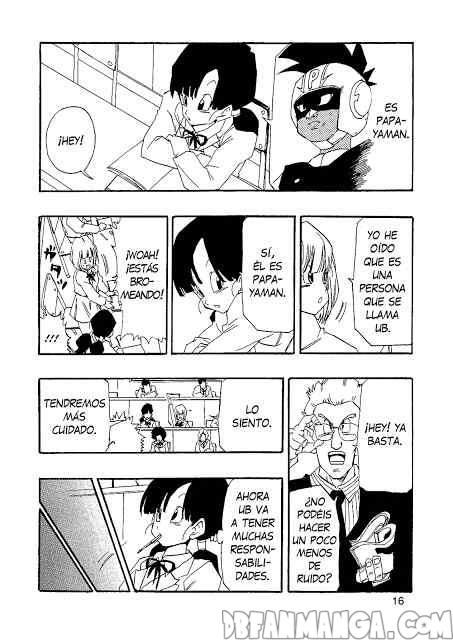 ES
PAPA-
YAMAN.
¡HEY!
YO HE
OÍDO
QUE ES
UNA
PERSONA
QUE SE
LLAMA
UB.
SÍ,
ÉL ES
PAPA-
YAMAN.
¡WOAH!
¡ESTÁS
BRO-
MEANDO!
!!!
¡HEY! YA
BASTA.
¿NO
PODÉIS
HACER
UN POCO
MENOS
DE
RUIDO?
LO
SIENTO.
TENDREMOS
MÁS
CUIDADO.
AHORA
UB VA
A TENER
MUCHAS
RESPON-
SABILI-
DADES.
16
DBFANMANGA.COM